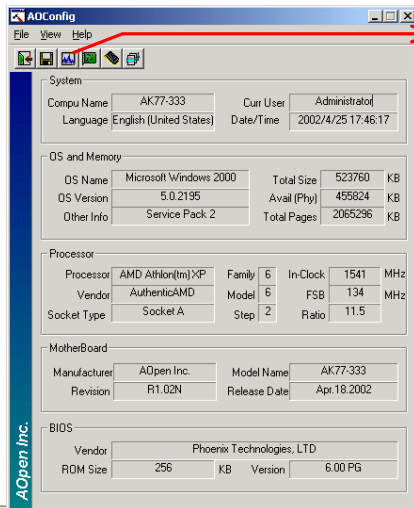 AOConfig
File View Help
System
Compu Name AK77-333 Curr User Administrator
Language English (United States) Date/Time 2002/4/25 17:46:17
OS and Memory
OS Name Microsoft Windows 2000 Total Size 523760 KB
OS Version 5.0.2195 Avail (Phy) 455824 KB
Other Info Service Pack 2 Total Pages 2065296 KB
Processor
Processor AMD Athlon(tm) XP Family 6 In-Clock 1541 MHz
Vendor AuthenticAMD Model 6 FSB 134 MHz
Socket Type Socket A Step 2 Ratio 11.5
MotherBoard
Manufacturer AOpen Inc. Model Name AK77-333
Revision R1.02N Release Date Apr.18.2002
BIOS
Vendor Phoenix Technologies, LTD
ROM Size 256 KB Version 6.00 PG
AOpen Inc.